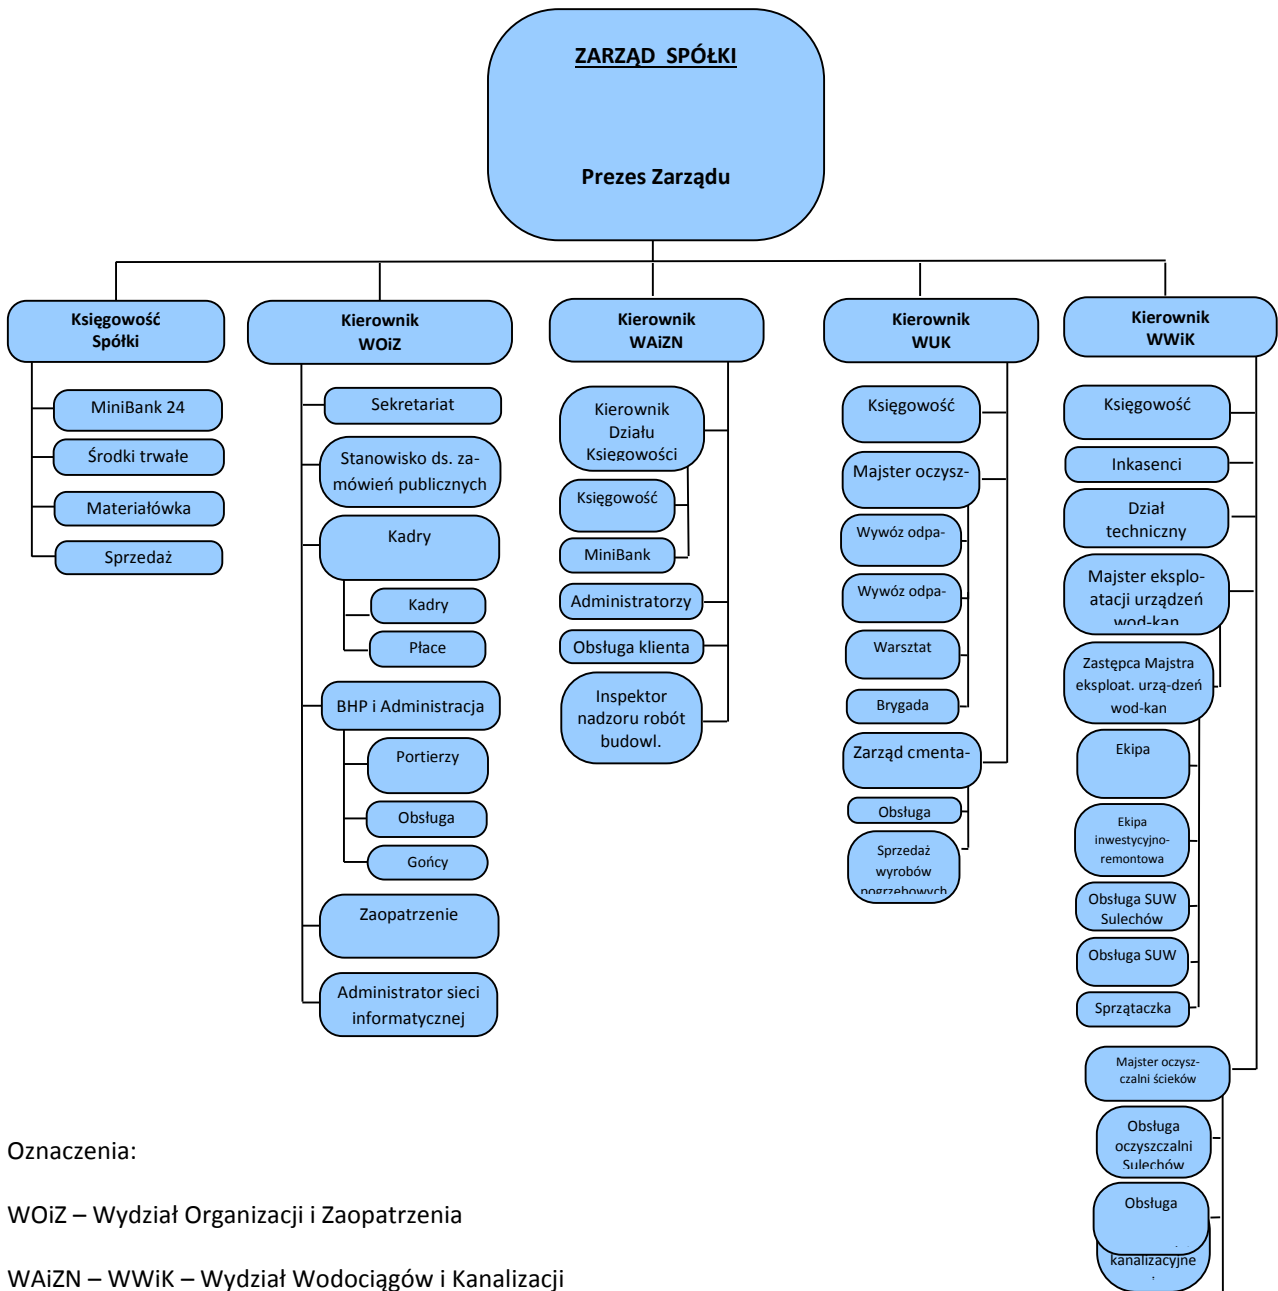 ZARZĄD SPÓŁKI
Prezes Zarządu
Księgowość
Spółki
MiniBank 24
Środki trwałe
Materiałówka
Sprzedaż
Kierownik
WOiZ
Sekretariat
Stanowisko ds. za-
mówień publicznych
Kadry
Kadry
Płace
BHP i Administracja
Portierzy
Obsługa
Gońcy
Zaopatrzenie
Administrator sieci
informatycznej
Kierownik
WAiZN
Kierownik
Działu
Księgowości
Księgowość
MiniBank
Administratorzy
Obsługa klienta
Inspektor
nadzoru robót
budowl.
Kierownik
WUK
Księgowość
Majster oczysz-
Wywóz odpa-
Wywóz odpa-
Warsztat
Brygada
Zarząd cmenta-
Obsługa
Sprzedaż
wyrobów
pogrzebowych
Kierownik
WWiK
Księgowość
Inkasenci
Dział
techniczny
Majster eksplo-
atacji urządzeń
wod-kan
Zastępca Majstra
eksploat. urzą-dzeń
wod-kan
Ekipa
Ekipa
inwestycyjno-
remontowa
Obsługa SUW
Sulechów
Obsługa SUW
Sprzątaczka
Majster oczysz-
czalni ścieków
Obsługa
oczyszczalni
Sulechów
Obsługa
kanalizacyjne
Oznaczenia:
WOiZ – Wydział Organizacji i Zaopatrzenia
WAiZN – WWiK – Wydział Wodociągów i Kanalizacji